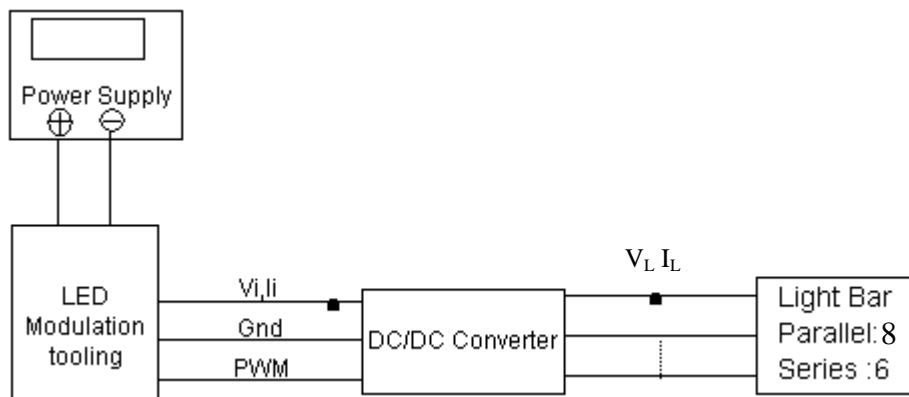 Power Supply
V_L I_L
LED
Modulation
tooling
Vi,Ii
Gnd
PWM
DC/DC Converter
Light Bar
Parallel:8
Series :6